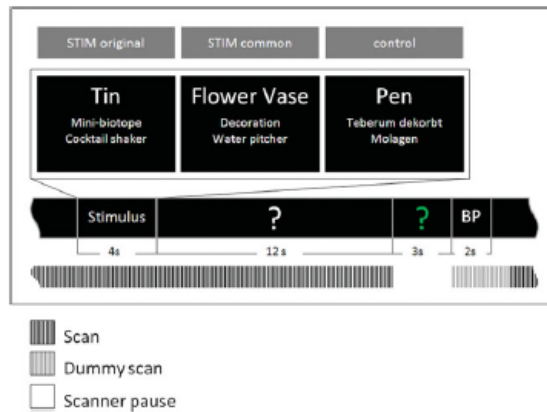 STIM original
STIM common
control
Tin
Mini-biotope
Cocktail shaker
Flower Vase
Decoration
Water pitcher
Pen
Teberum dekorbt
Molagen
Stimulus
?
?
BP
4s
12 s
3s
2s
Scan
Dummy scan
Scanner pause